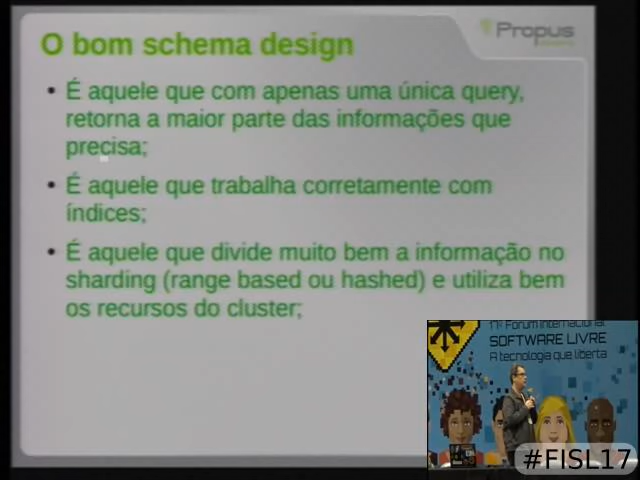 Propus
O bom schema design
• É aquele que com apenas uma única query,
retorna a maior parte das informações que
precisa;
• É aquele que trabalha corretamente com
índices;
• É aquele que divide muito bem a informação no
sharding (range based ou hashed) e utiliza bem
os recursos do cluster;
17º Fórum Internacional
SOFTWARE LIVRE
A tecnologia que liberta
#FISL17